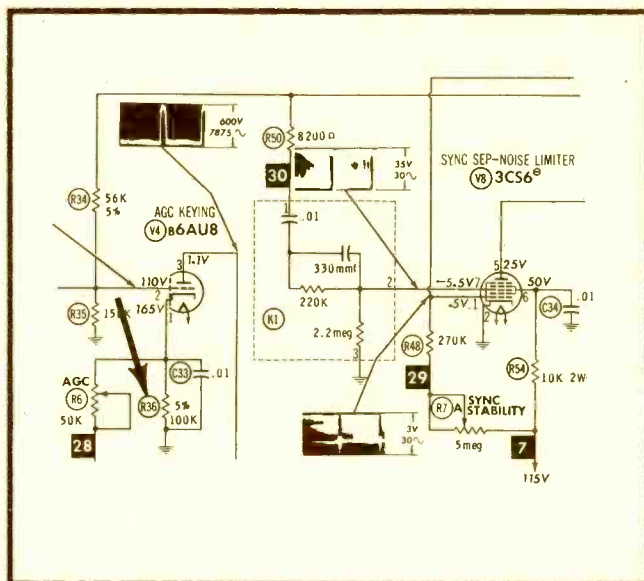 600V
7875∿
R50
8200Ω
30
35V
30∿
SYNC SEP-NOISE LIMITER
V8 3CS6⊖
R34
56K
5%
AGC KEYING
V4 B6AU8
1
.01
3
1.1V
5
25V
330mmf
110V
2
2
-5.5V
7
50V
6
220K
.5V
1
2
C34
.01
R35
165V
1
K1
2.2meg
R48
270K
R54
10K 2W
C33
.01
3
AGC
R6
50K
R36
5%
100K
29
R7A
SYNC
STABILITY
28
3V
30∿
5meg
7
115V